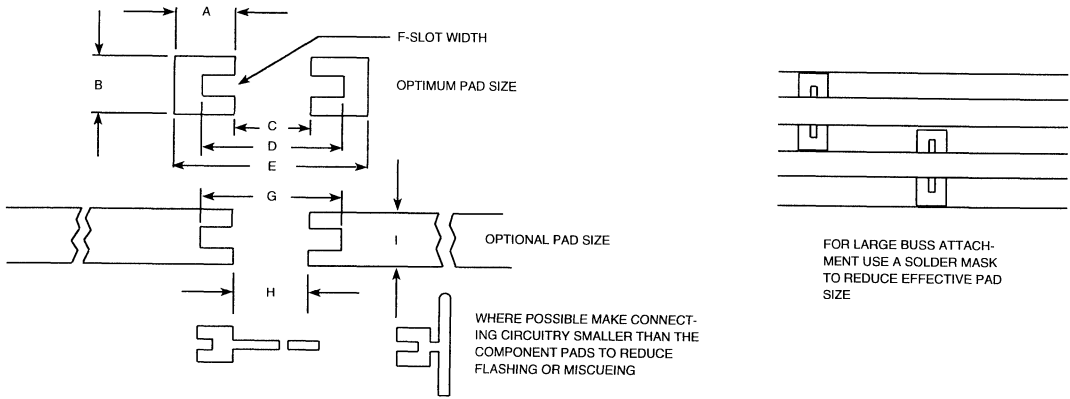 A
F-SLOT WIDTH
B
OPTIMUM PAD SIZE
C
D
E
G
I
OPTIONAL PAD SIZE
H
WHERE POSSIBLE MAKE CONNECT-
ING CIRCUITRY SMALLER THAN THE
COMPONENT PADS TO REDUCE
FLASHING OR MISCUEING
FOR LARGE BUSS ATTACH-
MENT USE A SOLDER MASK
TO REDUCE EFFECTIVE PAD
SIZE